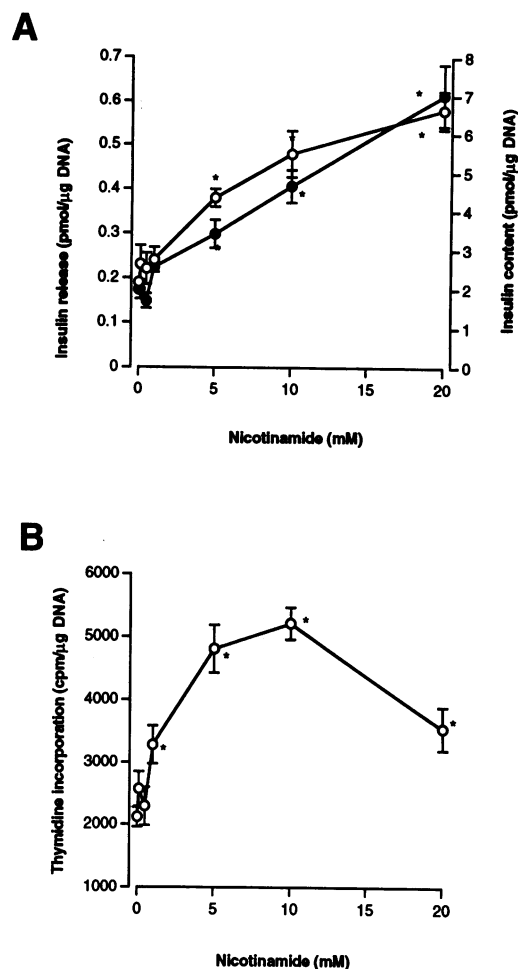 A
0.7
0.6
0.5
0.4
0.3
0.2
0.1
0
Insulin release (pmol/µg DNA)
8
7
6
5
4
3
2
1
0
Insulin content (pmol/µg DNA)
0 5 10 15 20
Nicotinamide (mM)
B
6000
5000
4000
3000
2000
1000
Thymidine incorporation (cpm/µg DNA)
0 5 10 15 20
Nicotinamide (mM)